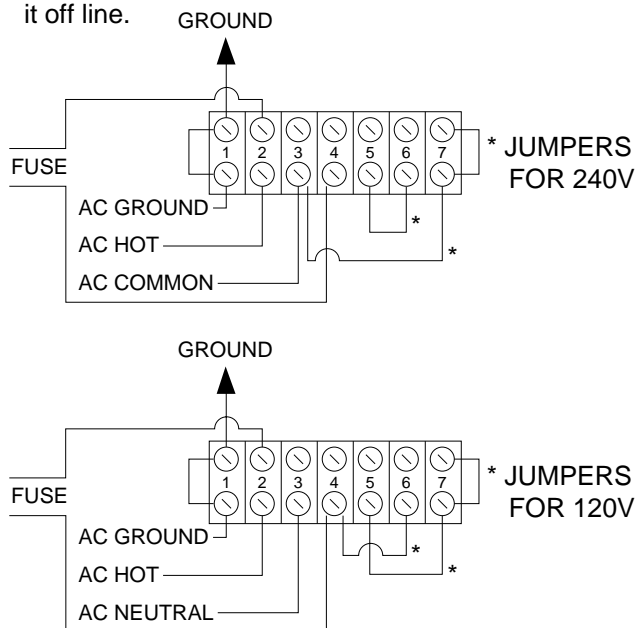 it off line.
GROUND
1 2 3 4 5 6 7
* JUMPERS
FOR 240V
FUSE
AC GROUND
AC HOT
*
*
AC COMMON
GROUND
1 2 3 4 5 6 7
* JUMPERS
FOR 120V
FUSE
AC GROUND
AC HOT
*
*
AC NEUTRAL